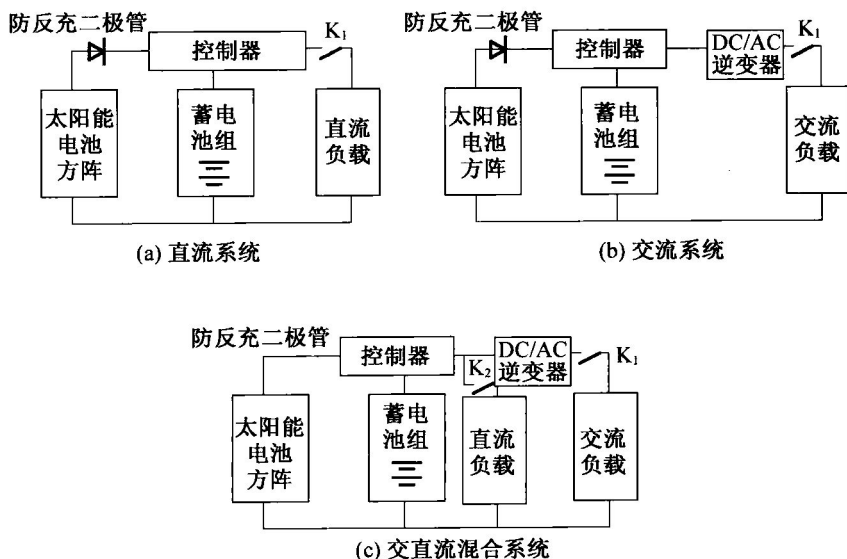 防反充二极管
控制器
K₁
太阳能
电池
方阵
蓄电
池组
直流
负载
(a) 直流系统
防反充二极管
控制器
DC/AC
逆变器
K₁
太阳能
电池
方阵
蓄电
池组
交流
负载
(b) 交流系统
防反充二极管
控制器
K₂
DC/AC
逆变器
K₁
太阳能
电池
方阵
蓄电
池组
直流
负载
交流
负载
(c) 交直流混合系统